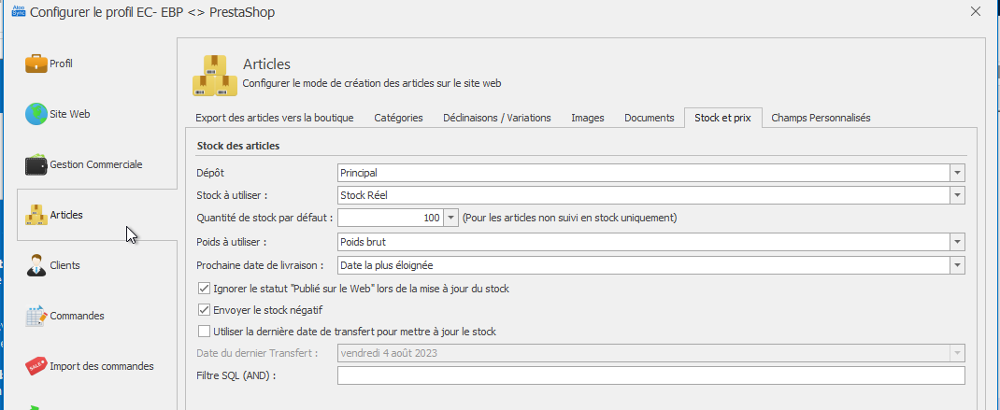 Atoo
Sync
Configurer le profil EC- EBP <> PrestaShop
Profil
Site Web
Gestion Commerciale
Articles
Clients
Commandes
Import des commandes
SALE
Articles
Configurer le mode de création des articles sur le site web
Export des articles vers la boutique
Catégories
Déclinaisons / Variations
Images
Documents
Stock et prix
Champs Personnalisés
Stock des articles
Dépôt
Principal
Stock à utiliser :
Stock Réel
Quantité de stock par défaut :
100
(Pour les articles non suivi en stock uniquement)
Poids à utiliser :
Poids brut
Prochaine date de livraison :
Date la plus éloignée
Ignorer le statut "Publié sur le Web" lors de la mise à jour du stock
Envoyer le stock négatif
Utiliser la dernière date de transfert pour mettre à jour le stock
Date du dernier Transfert :
vendredi 4 août 2023
Filtre SQL (AND) :